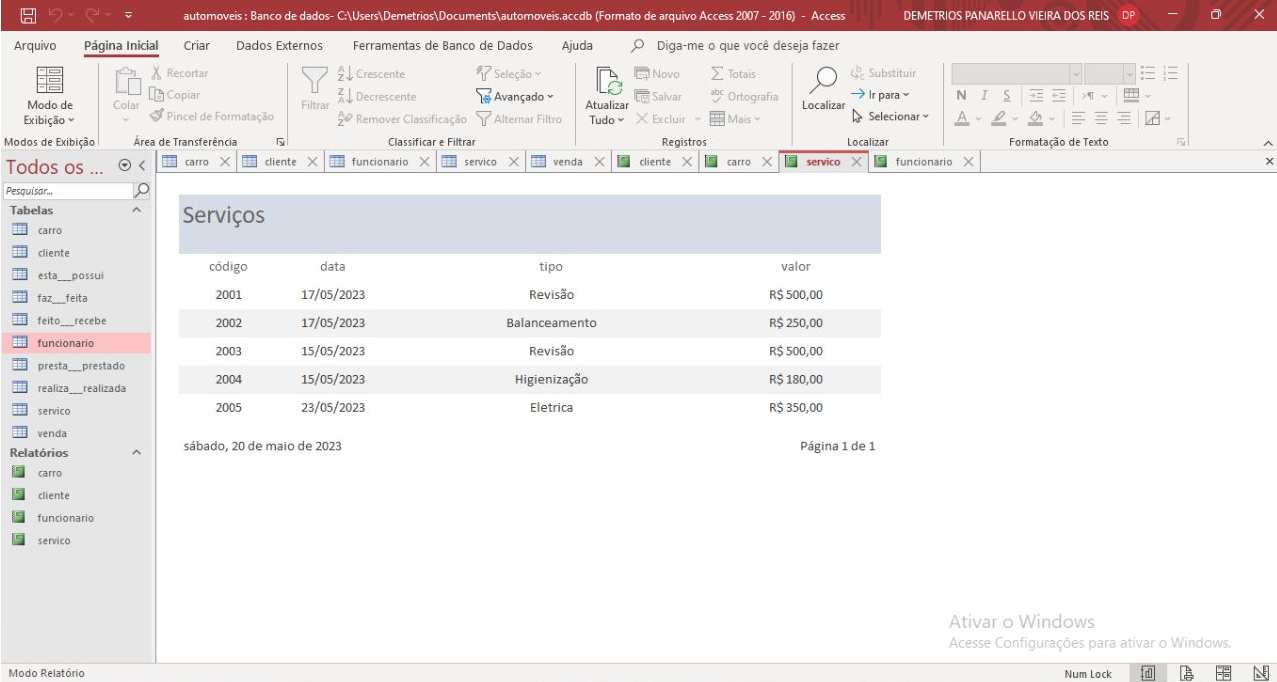 automoveis : Banco de dados- C:\Users\Demetrios\Documents\automoveis.accdb (Formato de arquivo Access 2007 - 2016) - Access DEMETRIOS PANARELLO VIEIRA DOS REIS DP
Arquivo Página Inicial Criar Dados Externos Ferramentas de Banco de Dados Ajuda Diga-me o que você deseja fazer
Modo de Exibição
Modos de Exibição
Colar
Recortar
Copiar
Pincel de Formatação
Área de Transferência
Filtrar
Crescente
Decrescente
Remover Classificação
Seleção
Avançado
Alternar Filtro
Classificar e Filtrar
Atualizar Tudo
Novo
Salvar
Excluir
Totais
Ortografia
Mais
Registros
Localizar
Substituir
Ir para
Selecionar
Localizar
N I S
A
Formatação de Texto
carro cliente funcionario servico venda cliente carro servico funcionario
Todos os ...
Pesquisar...
Tabelas
carro
cliente
esta___possui
faz___feita
feito___recebe
funcionario
presta___prestado
realiza___realizada
servico
venda
Relatórios
carro
cliente
funcionario
servico
Serviços
código data tipo valor
2001 17/05/2023 Revisão R$ 500,00
2002 17/05/2023 Balanceamento R$ 250,00
2003 15/05/2023 Revisão R$ 500,00
2004 15/05/2023 Higienização R$ 180,00
2005 23/05/2023 Eletrica R$ 350,00
sábado, 20 de maio de 2023 Página 1 de 1
Ativar o Windows
Acesse Configurações para ativar o Windows.
Modo Relatório Num Lock